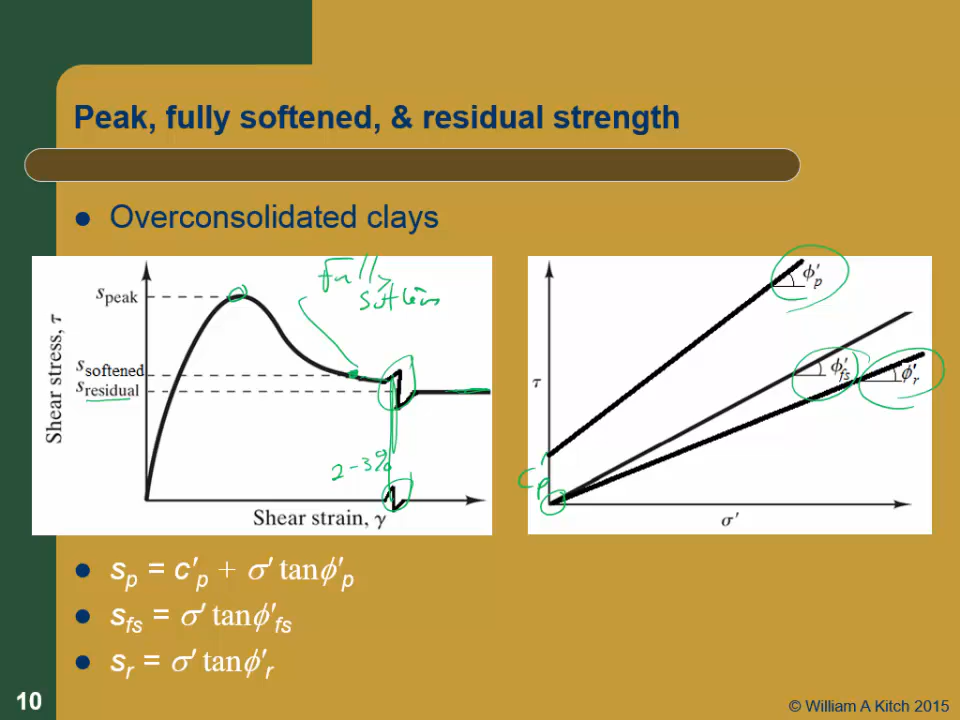 Peak, fully softened, & residual strength
Overconsolidated clays
Shear stress, τ
s_peak
s_softened
s_residual
Fully
soften
2-3%
Shear strain, γ
τ
ϕ′_p
ϕ′_fs
ϕ′_r
c′_p
σ′
s_p = c′_p + σ′ tanϕ′_p
s_fs = σ′ tanϕ′_fs
s_r = σ′ tanϕ′_r
10
© William A Kitch 2015